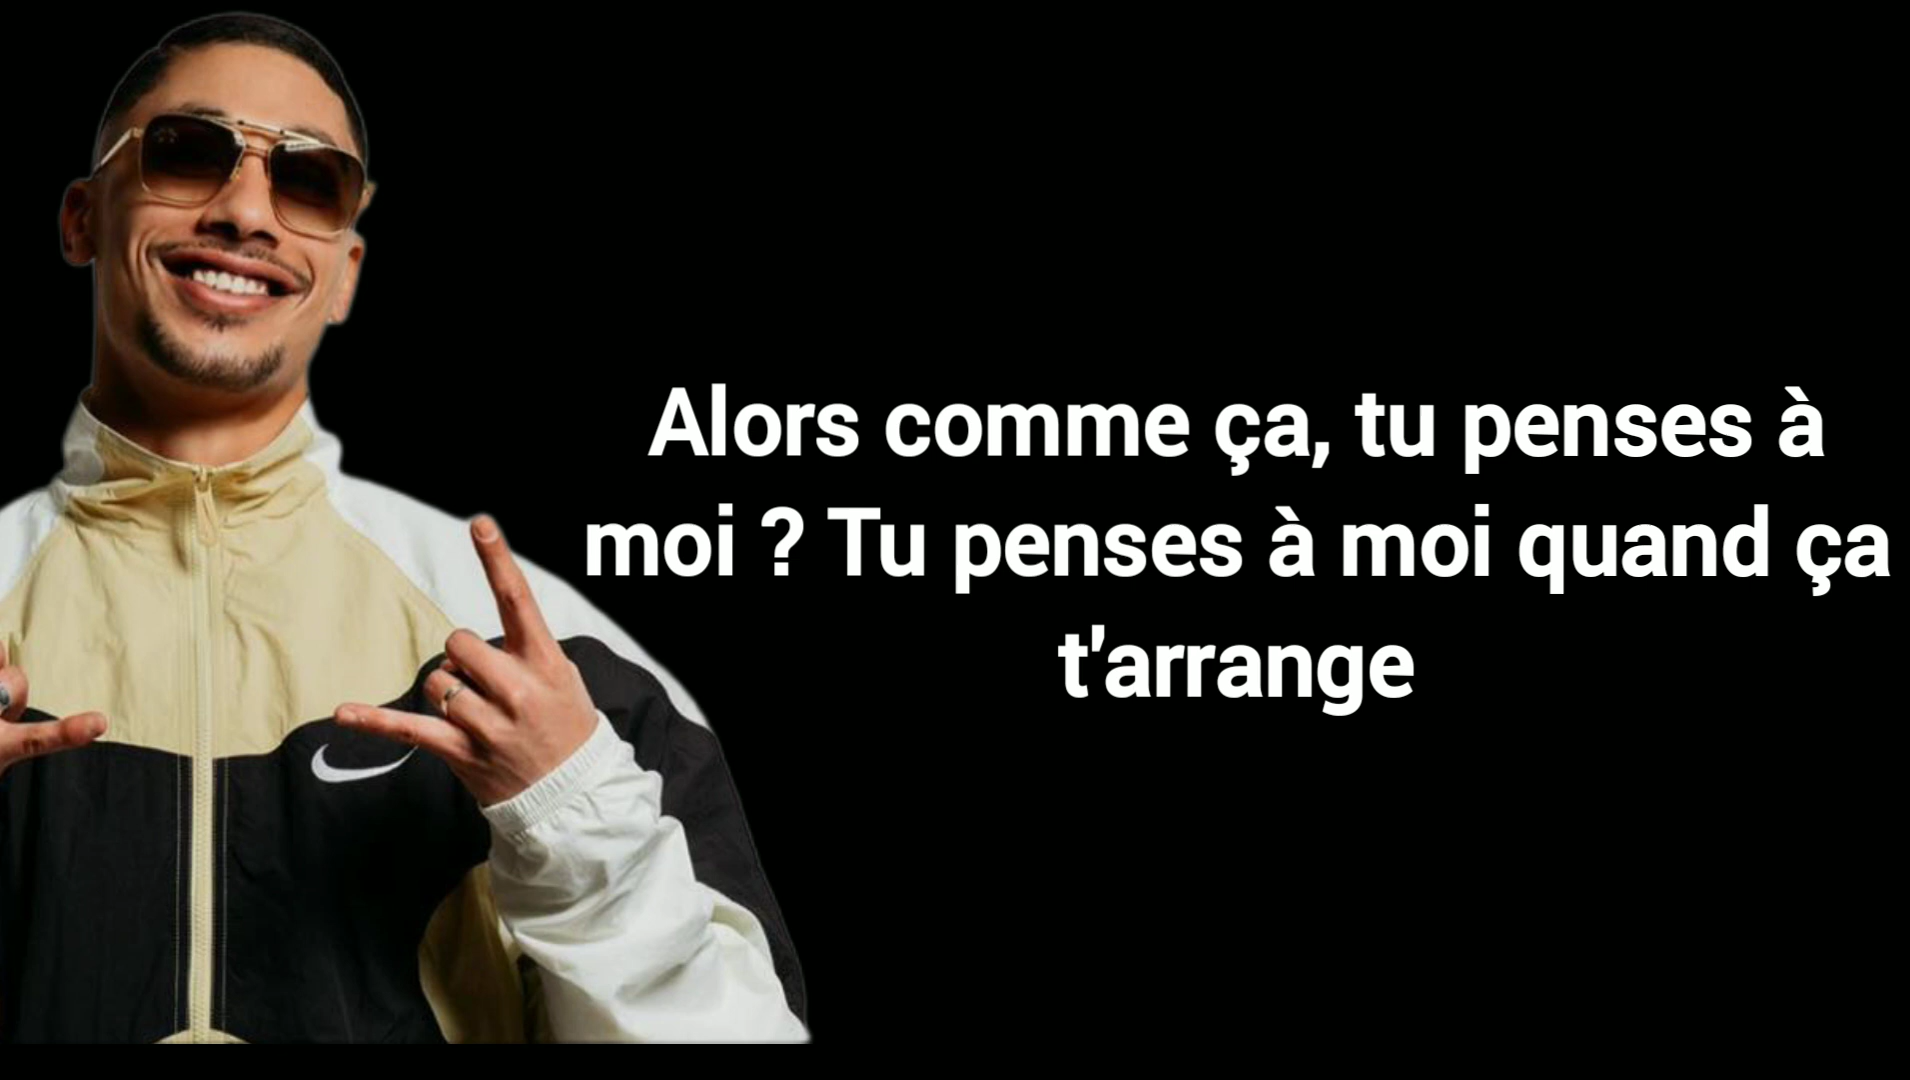 Alors comme ça, tu penses à
moi ? Tu penses à moi quand ça
t'arrange